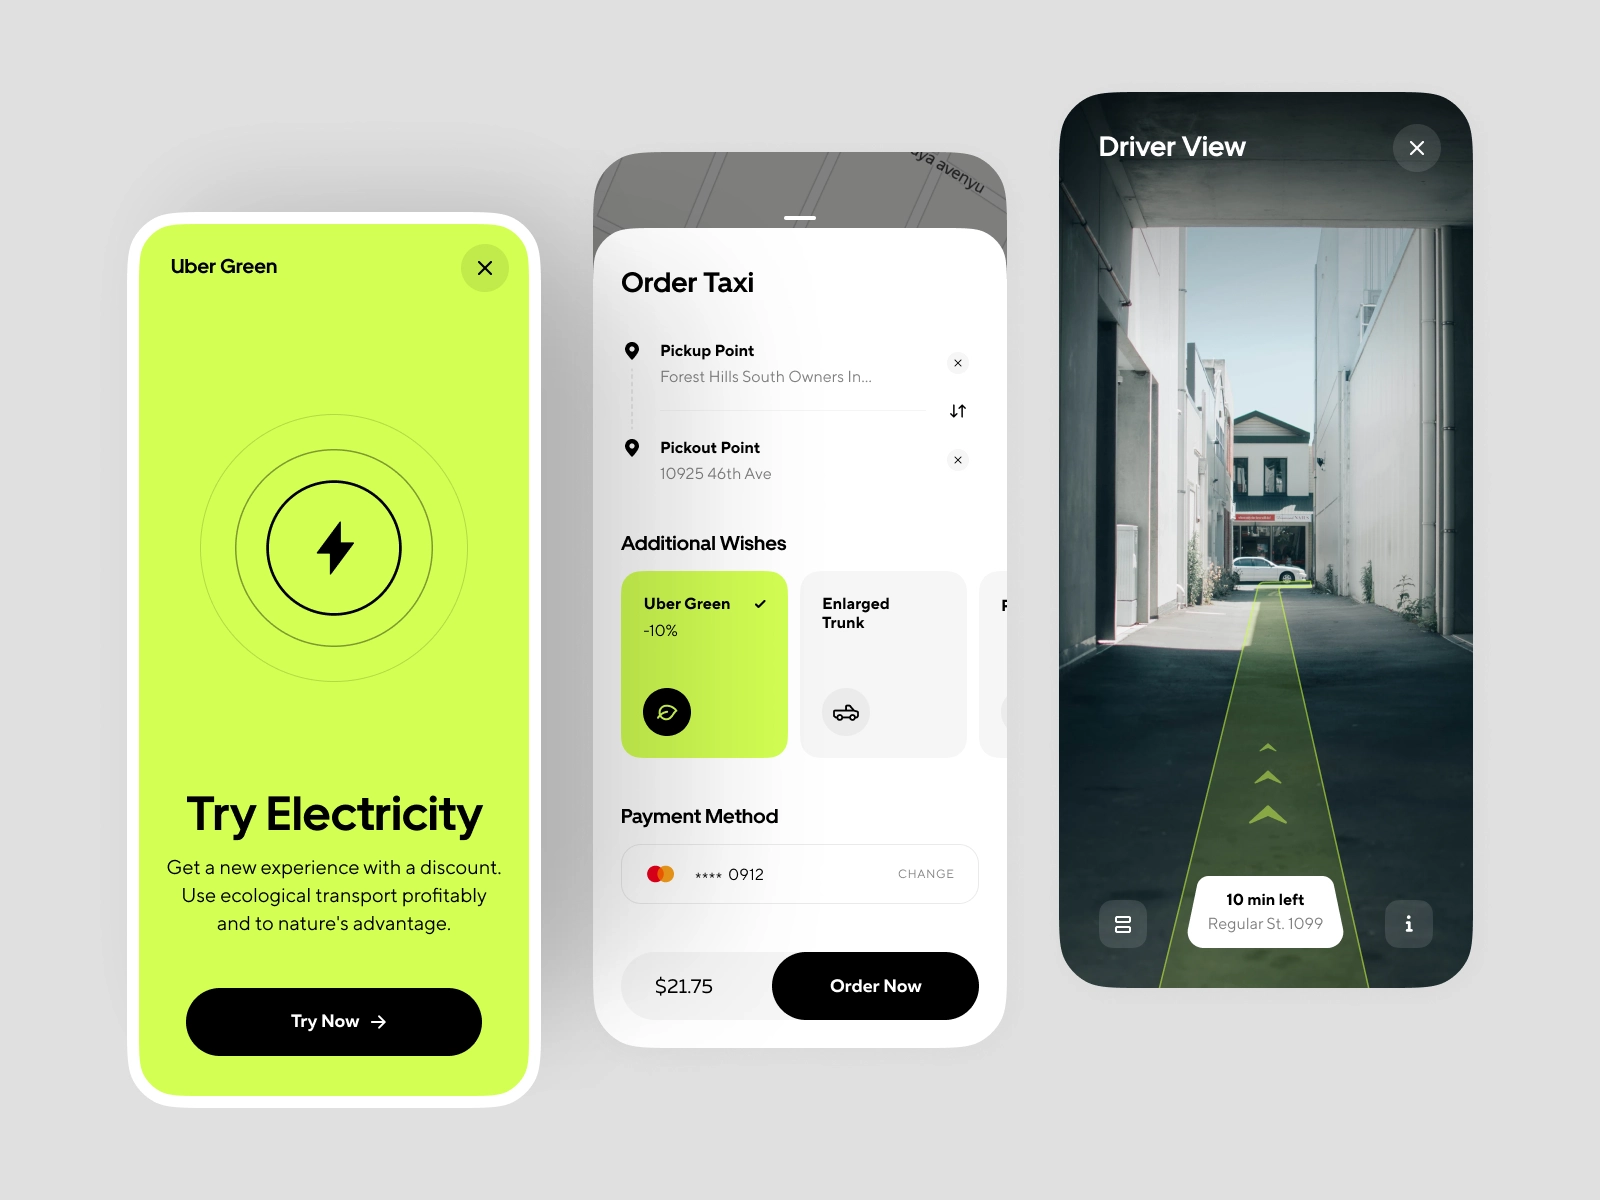 Uber Green
Try Electricity
Get a new experience with a discount.
Use ecological transport profitably
and to nature's advantage.
Try Now
avenyu
Order Taxi
Pickup Point
Forest Hills South Owners In...
Pickout Point
10925 46th Ave
Additional Wishes
Uber Green
-10%
Enlarged
Trunk
Payment Method
**** 0912
CHANGE
$21.75
Order Now
Driver View
10 min left
Regular St. 1099